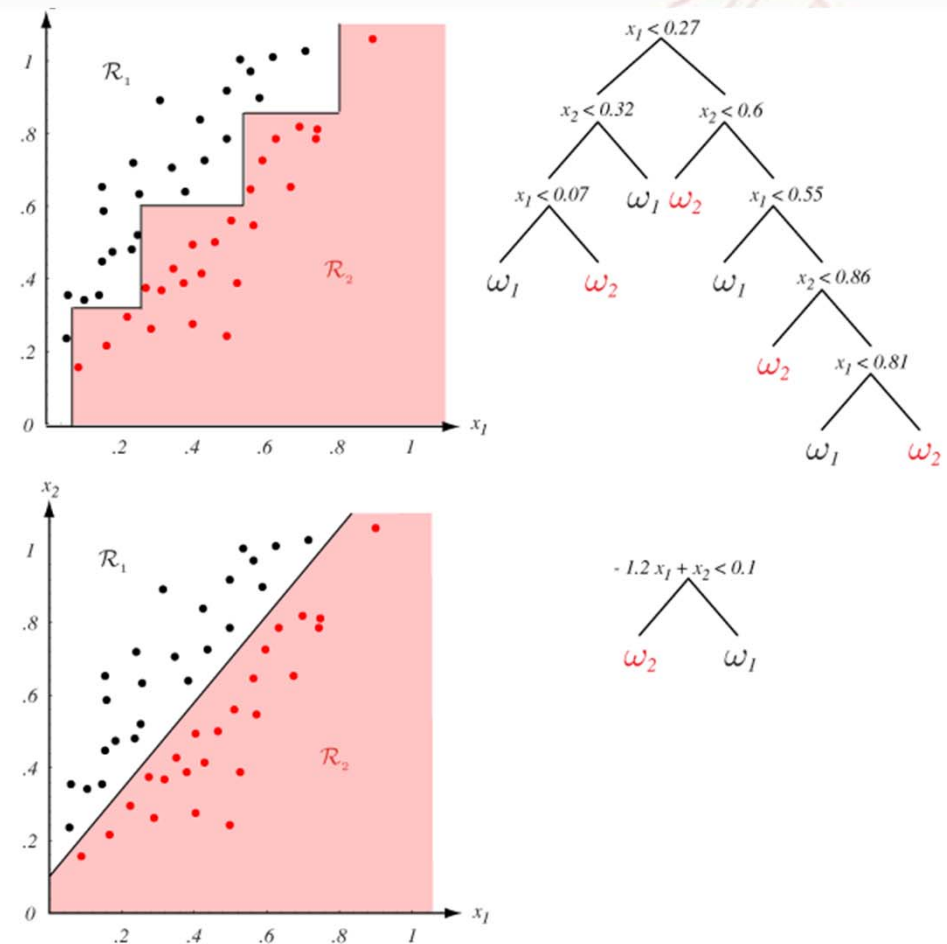 x₁ < 0.27
1
R₁
x₂ < 0.32 x₂ < 0.6
.8
x₁ < 0.07 ω₁ ω₂ x₁ < 0.55
.6
R₂
ω₁ ω₂ ω₁ x₂ < 0.86
.4
.2
ω₂ x₁ < 0.81
0
x₁
.2 .4 .6 .8 1
ω₁ ω₂
x₂
1
R₁
- 1.2 x₁ + x₂ < 0.1
.8
ω₂ ω₁
.6
R₂
.4
.2
0
x₁
.2 .4 .6 .8 1